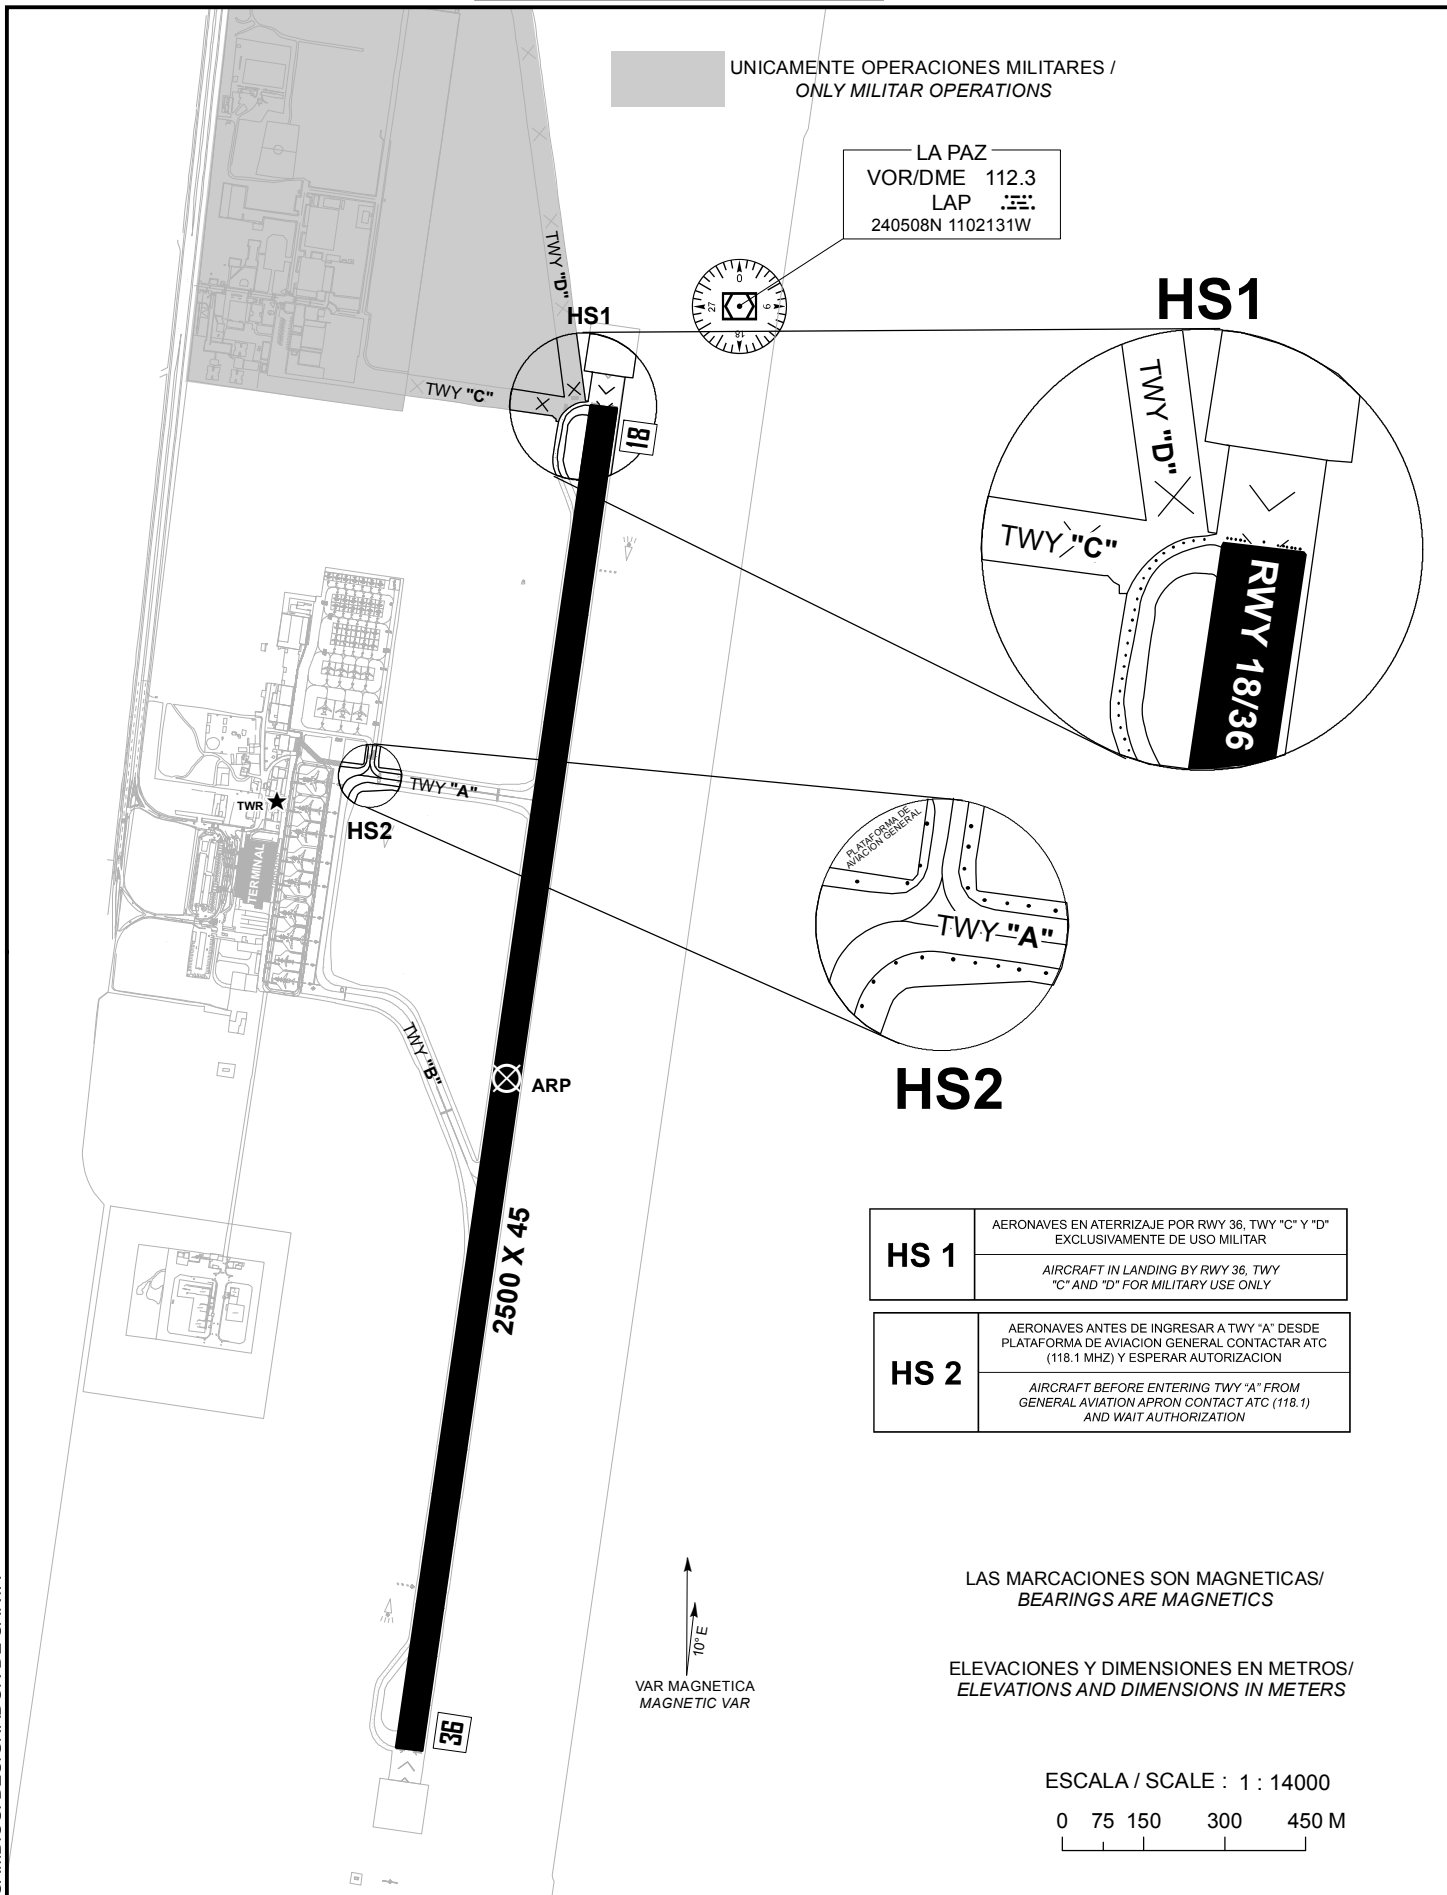 UNICAMENTE OPERACIONES MILITARES /
ONLY MILITAR OPERATIONS
LA PAZ
VOR/DME 112.3
LAP
240508N 1102131W
0
9
18
27
TWY "D"
HS1
TWY "C"
18
HS1
TWY "D"
TWY "C"
RWY 18/36
TWR
TERMINAL
TWY "A"
HS2
PLATAFORMA DE
AVIACION GENERAL
TWY "A"
HS2
TWY "B"
ARP
2500 X 45
HS 1
AERONAVES EN ATERRIZAJE POR RWY 36, TWY "C" Y "D"
EXCLUSIVAMENTE DE USO MILITAR
AIRCRAFT IN LANDING BY RWY 36, TWY
"C" AND "D" FOR MILITARY USE ONLY
HS 2
AERONAVES ANTES DE INGRESAR A TWY “A” DESDE
PLATAFORMA DE AVIACION GENERAL CONTACTAR ATC
(118.1 MHZ) Y ESPERAR AUTORIZACION
AIRCRAFT BEFORE ENTERING TWY “A” FROM
GENERAL AVIATION APRON CONTACT ATC (118.1)
AND WAIT AUTHORIZATION
36
10° E
VAR MAGNETICA
MAGNETIC VAR
LAS MARCACIONES SON MAGNETICAS/
BEARINGS ARE MAGNETICS
ELEVACIONES Y DIMENSIONES EN METROS/
ELEVATIONS AND DIMENSIONS IN METERS
ESCALA / SCALE : 1 : 14000
0 75 150 300 450 M